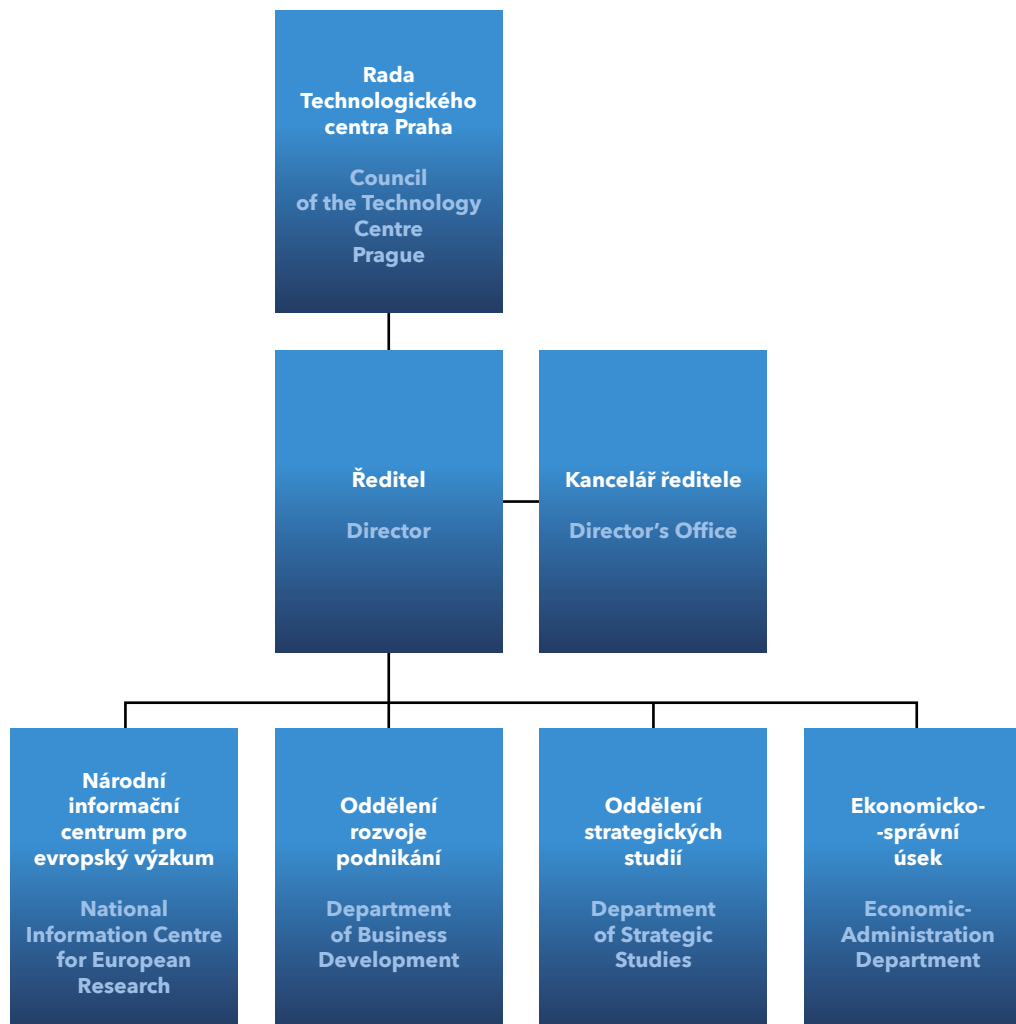 Rada
Technologického
centra Praha
Council
of the Technology
Centre
Prague
Ředitel
Director
Kancelář ředitele
Director’s Office
Národní
informační
centrum pro
evropský výzkum
National
Information Centre
for European
Research
Oddělení
rozvoje
podnikání
Department
of Business
Development
Oddělení
strategických
studií
Department
of Strategic
Studies
Ekonomicko-
-správní
úsek
Economic-
Administration
Department